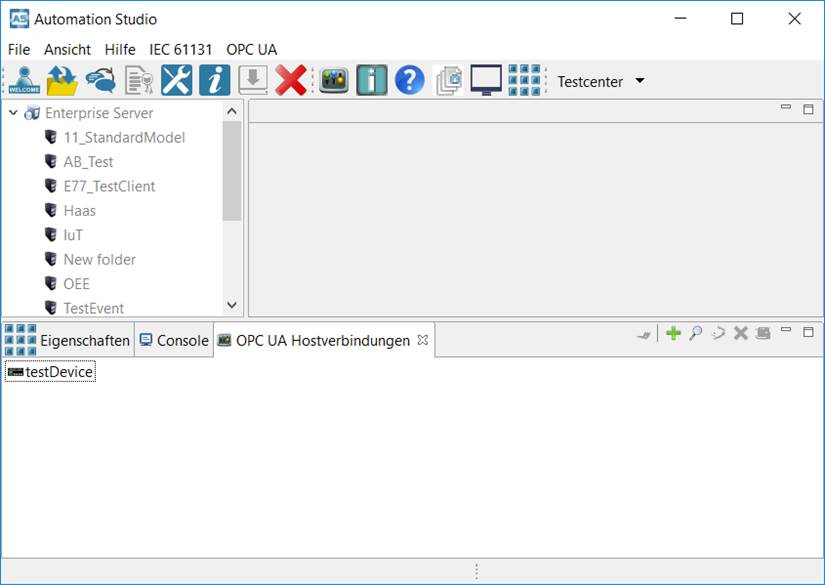 Automation Studio
File Ansicht Hilfe IEC 61131 OPC UA
WELCOME Testcenter
Enterprise Server
11_StandardModel
AB_Test
E77_TestClient
Haas
IuT
New folder
OEE
TestEvent
Eigenschaften Console OPC UA Hostverbindungen
testDevice